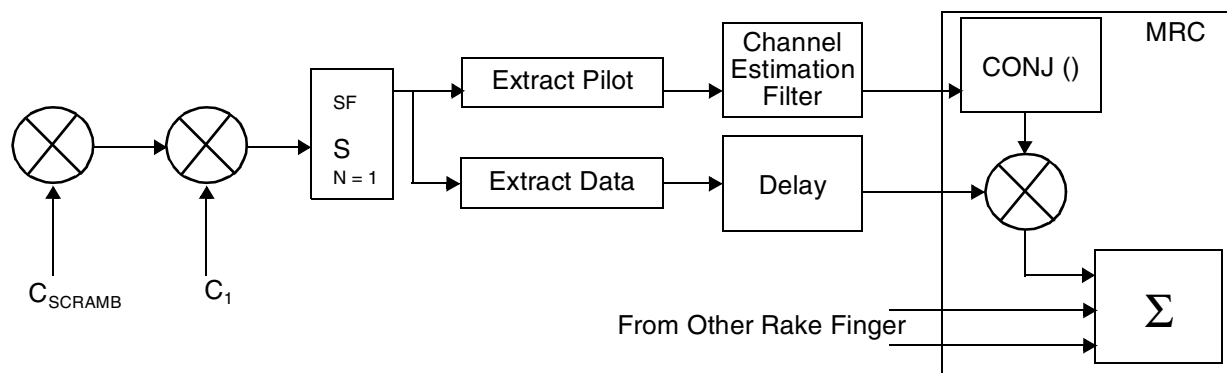 MRC
Channel
Estimation
Filter
CONJ ()
Extract Pilot
SF
S
N = 1
Extract Data
Delay
C_SCRAMB
C_1
From Other Rake Finger
Σ